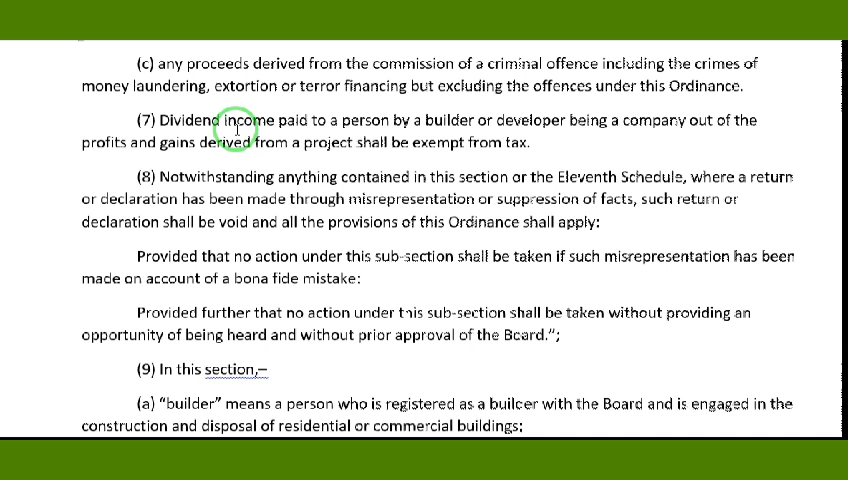 (c) any proceeds derived from the commission of a criminal offence including the crimes of
money laundering, extortion or terror financing but excluding the offences under this Ordinance.
(7) Dividend income paid to a person by a builder or developer being a company out of the
profits and gains derived from a project shall be exempt from tax.
(8) Notwithstanding anything contained in this section or the Eleventh Schedule, where a return
or declaration has been made through misrepresentation or suppression of facts, such return or
declaration shall be void and all the provisions of this Ordinance shall apply:
Provided that no action under this sub-section shall be taken if such misrepresentation has been
made on account of a bona fide mistake:
Provided further that no action under this sub-section shall be taken without providing an
opportunity of being heard and without prior approval of the Board.”;
(9) In this section,–
(a) “builder” means a person who is registered as a builder with the Board and is engaged in the
construction and disposal of residential or commercial buildings;